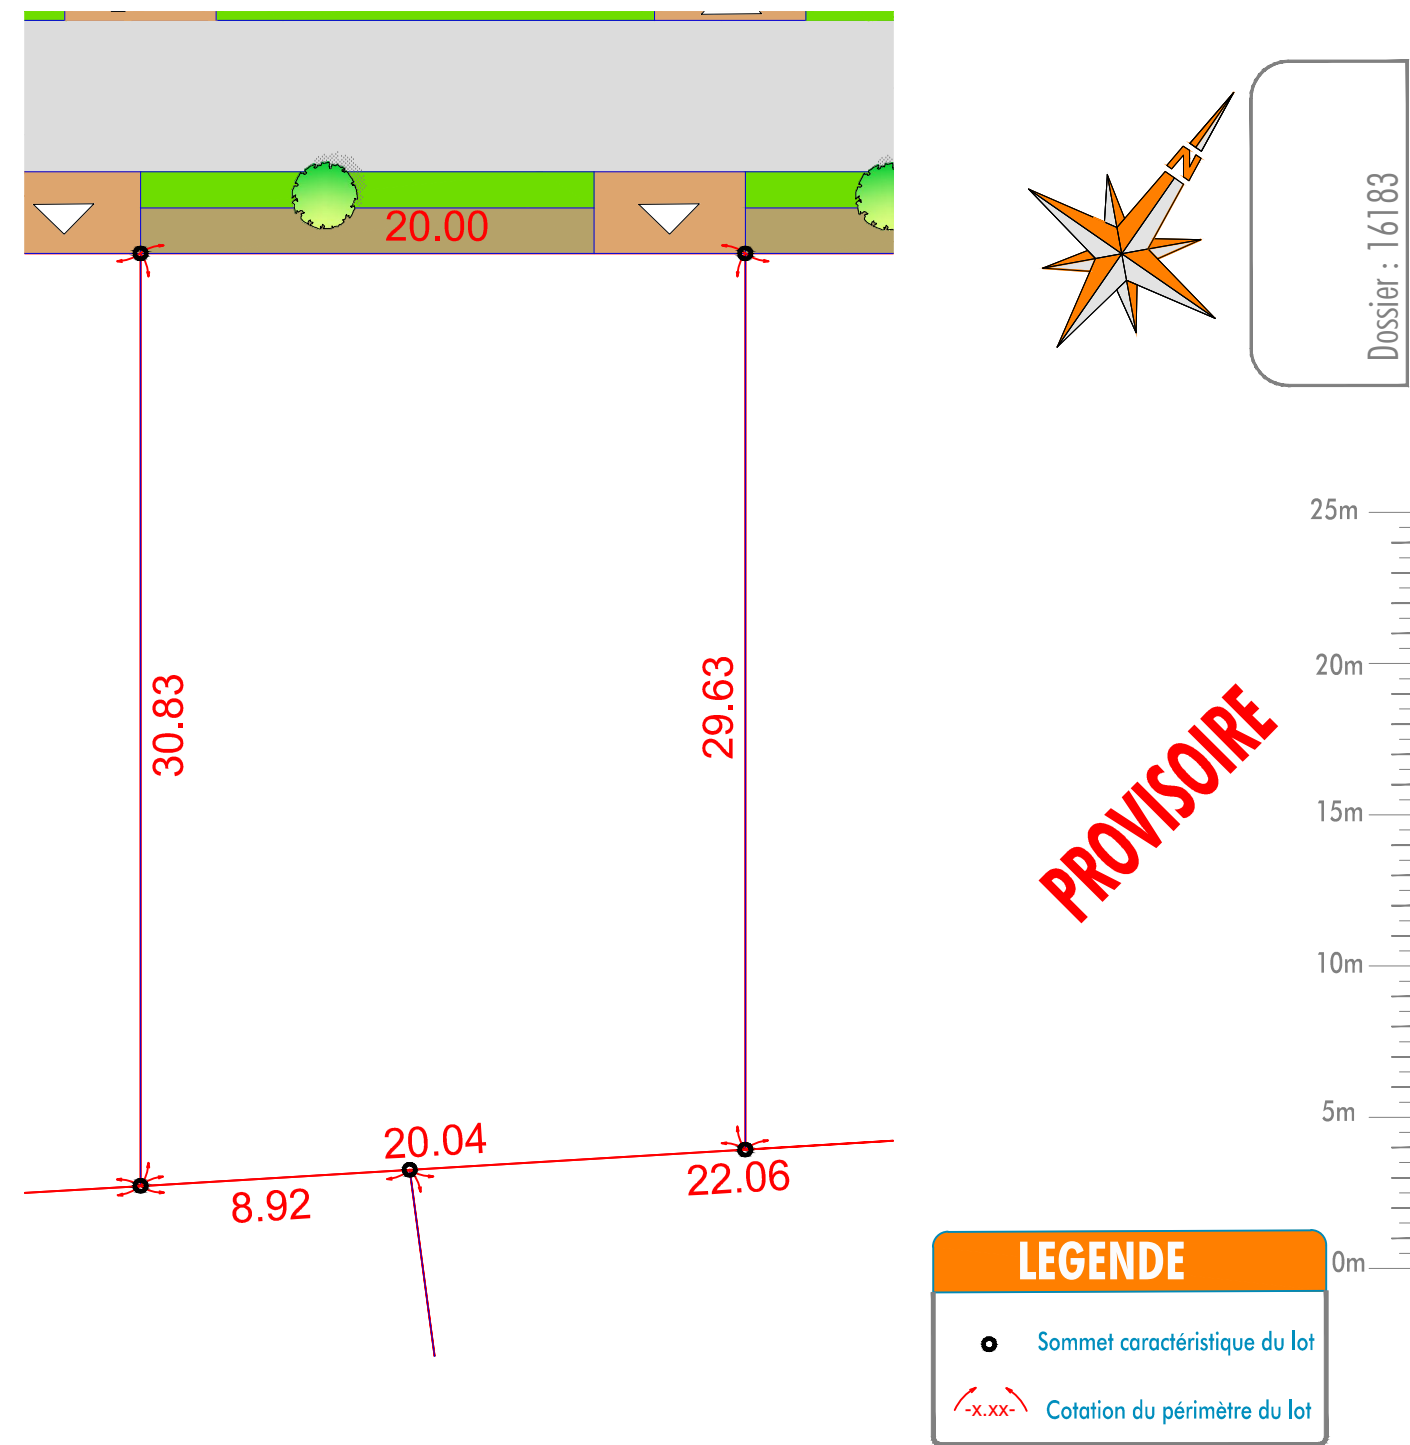 20.00
N
Dossier : 16183
30.83
29.63
25m
20m
15m
10m
5m
0m
PROVISOIRE
20.04
8.92
22.06
LEGENDE
Sommet caractéristique du lot
-x.xx-
Cotation du périmètre du lot